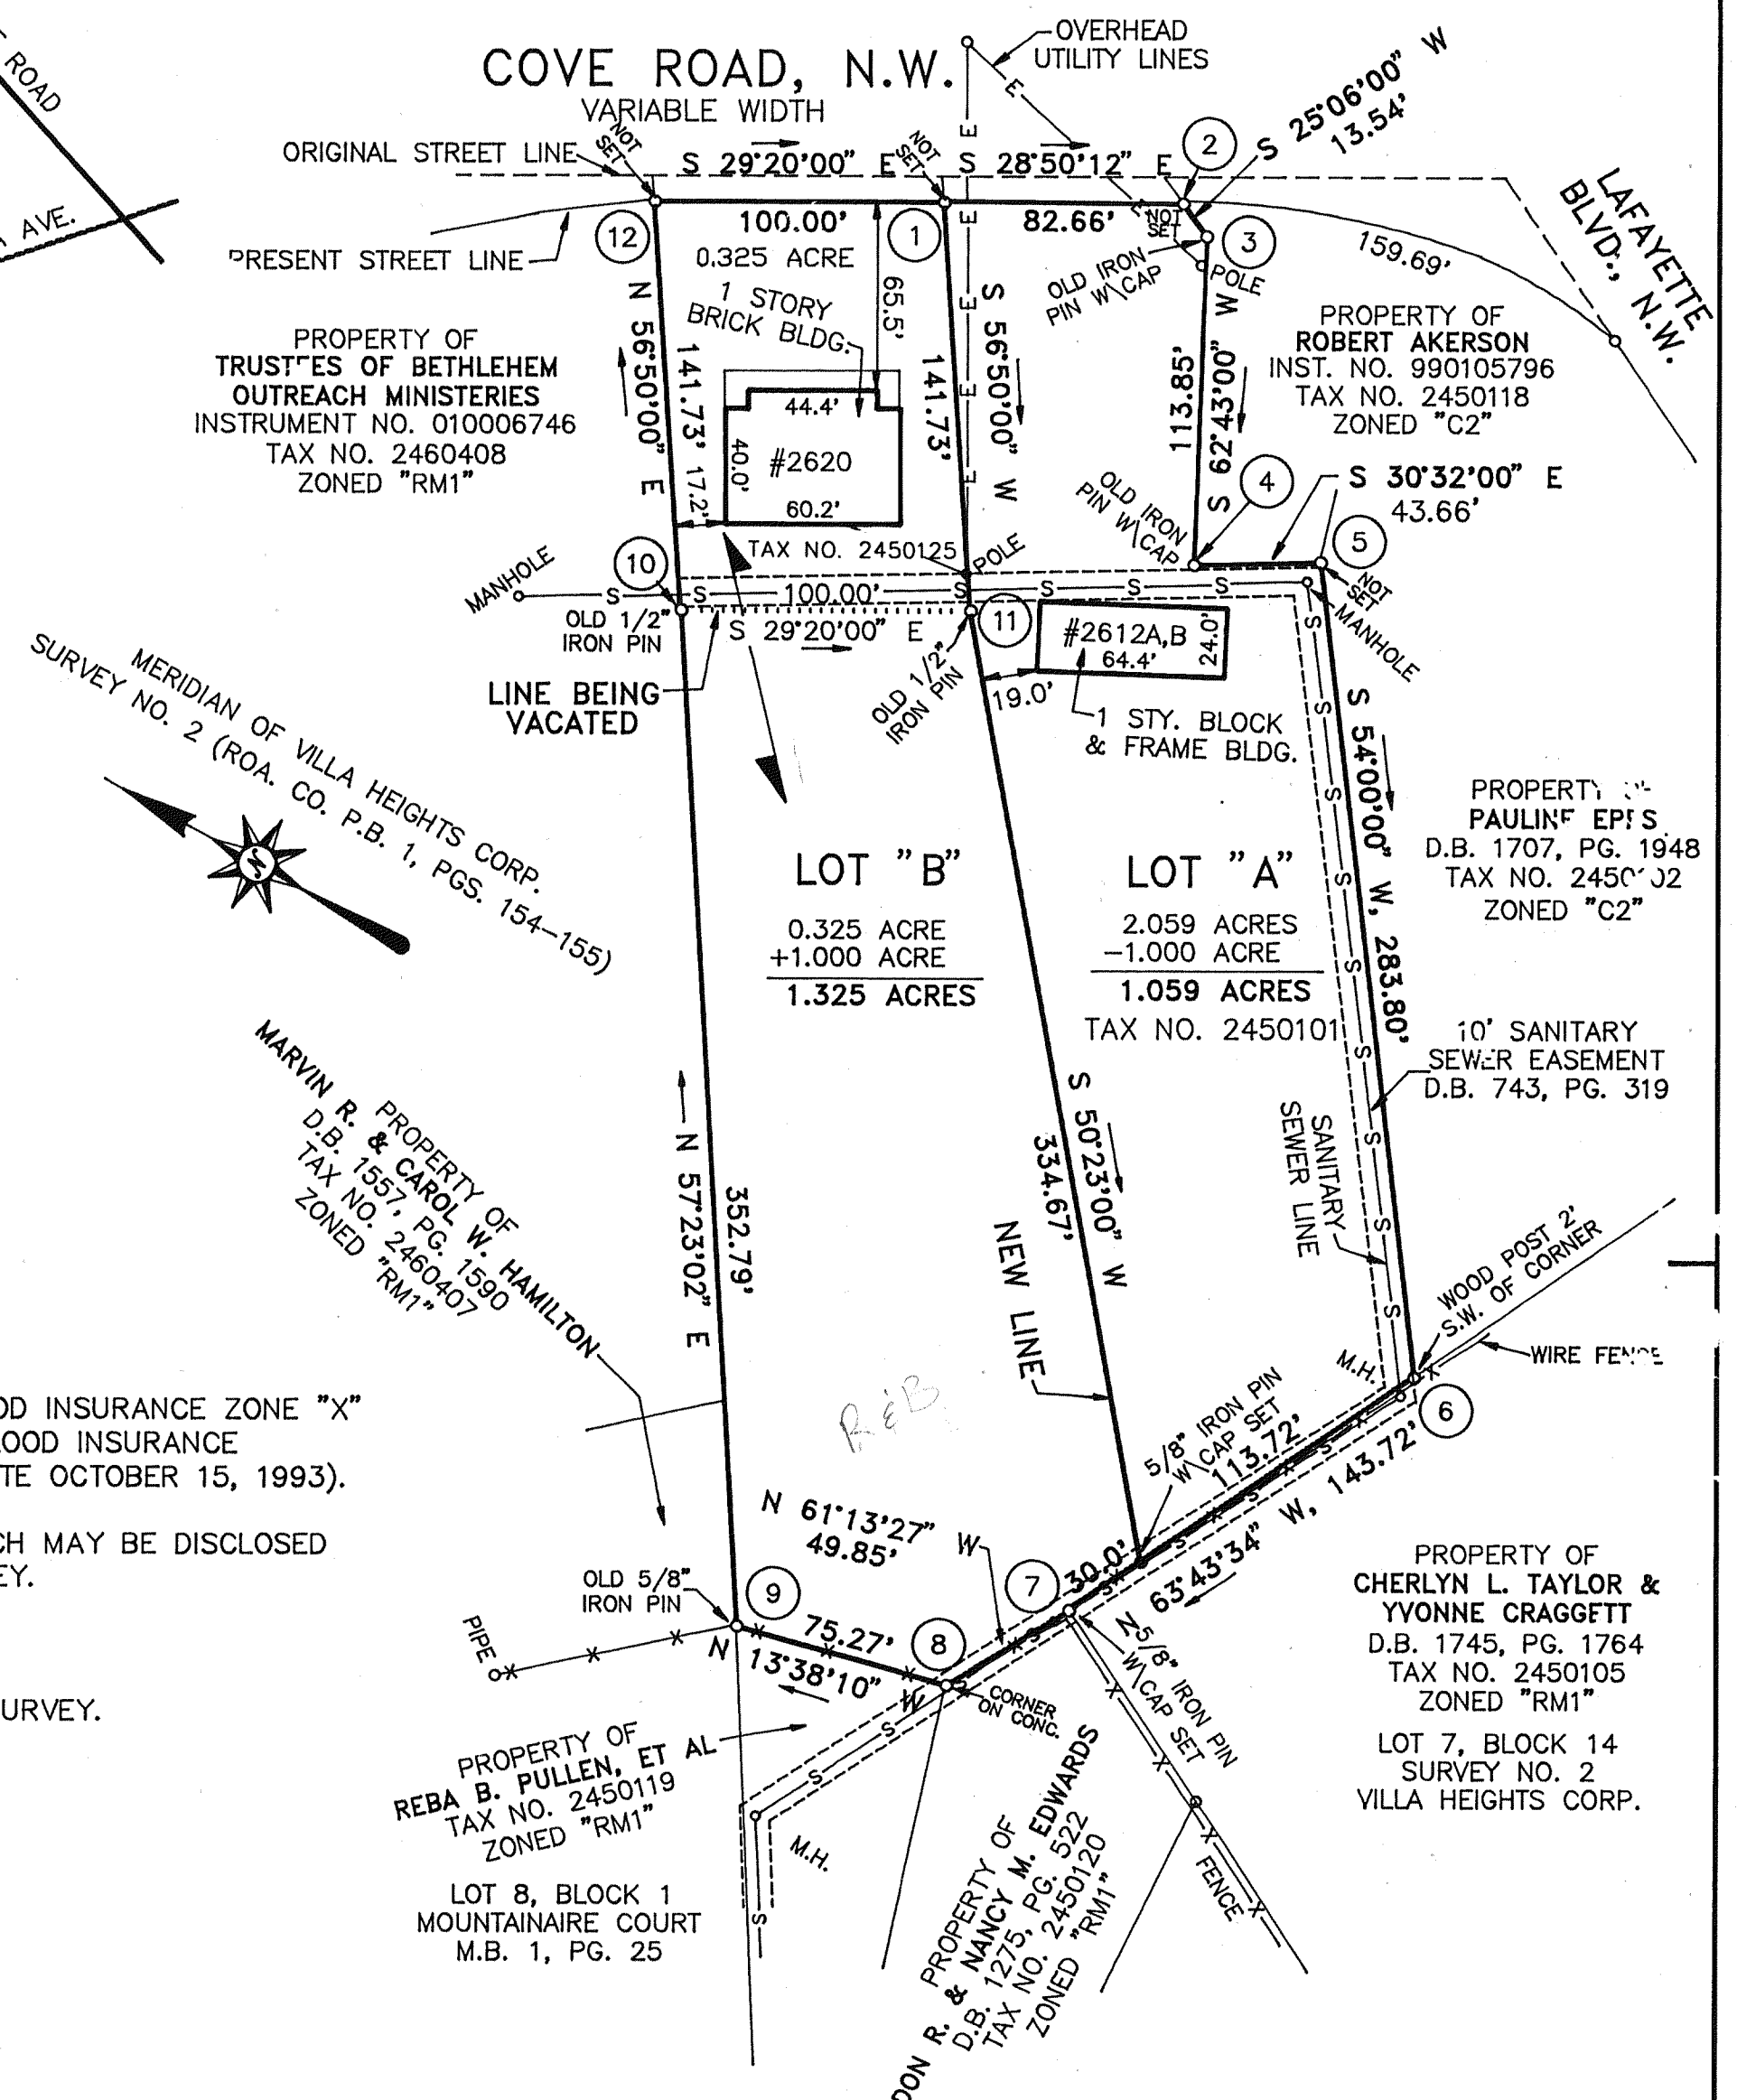 ROAD
AVE.
COVE ROAD, N.W.
VARIABLE WIDTH
OVERHEAD
UTILITY LINES
ORIGINAL STREET LINE
PRESENT STREET LINE
NOT
SET
S 29°20'00" E
100.00'
0.325 ACRE
NOT
SET
S 28°50'12" E
82.66'
NOT
SET
S 25°06'00" W
13.54'
LAFAYETTE
BLVD., N.W.
159.69'
12
1
2
3
OLD IRON
PIN W\CAP
POLE
PROPERTY OF
TRUSTEES OF BETHLEHEM
OUTREACH MINISTERIES
INSTRUMENT NO. 010006746
TAX NO. 2460408
ZONED "RM1"
N 56°50'00" E
141.73'
1 STORY
BRICK BLDG.
65.5'
44.4'
40.0'
#2620
60.2'
17.2'
E
E
E
E
E
E
E
S 56°50'00" W
141.73'
S 62°43'00" W
113.85'
PROPERTY OF
ROBERT AKERSON
INST. NO. 990105796
TAX NO. 2450118
ZONED "C2"
OLD IRON
PIN W\CAP
4
S 30°32'00" E
43.66'
5
NOT
SET
TAX NO. 2450125
POLE
MANHOLE
10
OLD 1/2"
IRON PIN
S S 100.00' S S S S S
S 29°20'00" E
11
OLD 1/2"
IRON PIN
#2612A,B
64.4'
24.0'
19.0'
1 STY. BLOCK
& FRAME BLDG.
MANHOLE
LINE BEING
VACATED
MERIDIAN OF VILLA HEIGHTS CORP.
SURVEY NO. 2 (ROA. CO. P.B. 1, PGS. 154-155)
N
LOT "B"
0.325 ACRE
+1.000 ACRE
1.325 ACRES
LOT "A"
2.059 ACRES
-1.000 ACRE
1.059 ACRES
TAX NO. 2450101
S 54°00'00" W, 283.80'
PROPERTY
PAULINE EPES
D.B. 1707, PG. 1948
ZONED "C2"
10' SANITARY
SEWER EASEMENT
D.B. 743, PG. 319
SANITARY
SEWER LINE
PROPERTY OF
MARVIN R. & CAROL W. HAMILTON
D.B. 1557, PG. 1590
TAX NO. 2460407
ZONED "RM1"
N 57°23'02" E
352.79'
S 50°23'00" W
334.67'
NEW LINE
R & B
WOOD POST 2'
S.W. OF CORNER
WIRE FENCE
M.H.
6
5/8" IRON PIN
W\CAP SET
113.72'
N 63°43'34" W, 143.72'
30.0'
7
5/8" IRON PIN
W\CAP SET
N 61°13'27" W
49.85'
OD INSURANCE ZONE "X"
LOOD INSURANCE
TE OCTOBER 15, 1993).
CH MAY BE DISCLOSED
EY.
URVEY.
OLD 5/8"
IRON PIN
9
PIPE
75.27'
N 13°38'10" W
8
CORNER
ON CONC.
PROPERTY OF
REBA B. PULLEN, ET AL
TAX NO. 2450119
ZONED "RM1"
LOT 8, BLOCK 1
MOUNTAINAIRE COURT
M.B. 1, PG. 25
M.H.
PROPERTY OF
DON R. & NANCY M. EDWARDS
D.B. 1275, PG. 522
TAX NO. 2450120
ZONED "RM1"
FENCE
PROPERTY OF
CHERLYN L. TAYLOR &
YVONNE CRAGGETT
D.B. 1745, PG. 1764
TAX NO. 2450105
ZONED "RM1"
LOT 7, BLOCK 14
SURVEY NO. 2
VILLA HEIGHTS CORP.